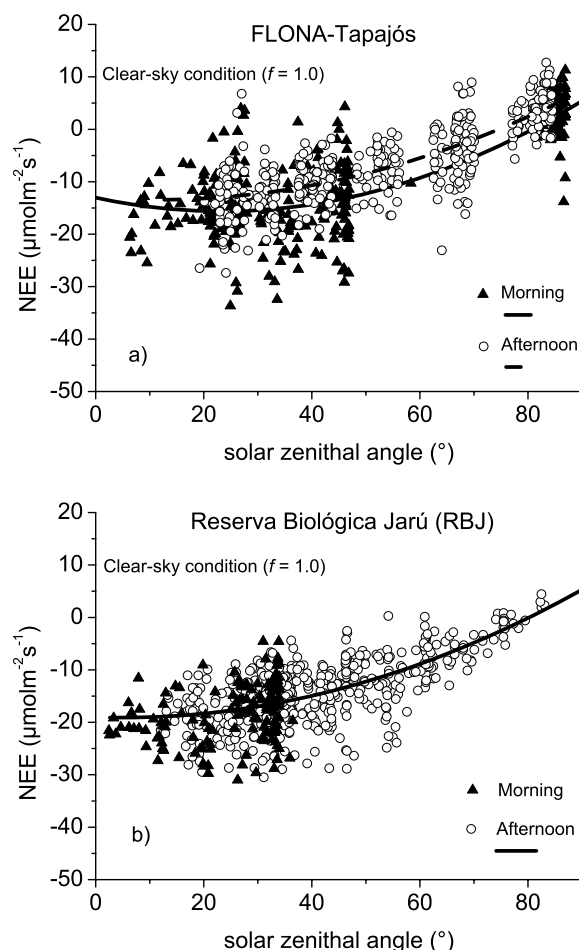 FLONA-Tapajós
Clear-sky condition (f = 1.0)
20
10
0
-10
-20
-30
-40
-50
NEE (µmolm⁻²s⁻¹)
Morning
Afternoon
a)
0 20 40 60 80
solar zenithal angle (°)
Reserva Biológica Jarú (RBJ)
Clear-sky condition (f = 1.0)
20
10
0
-10
-20
-30
-40
-50
NEE (µmolm⁻²s⁻¹)
Morning
Afternoon
b)
0 20 40 60 80
solar zenithal angle (°)